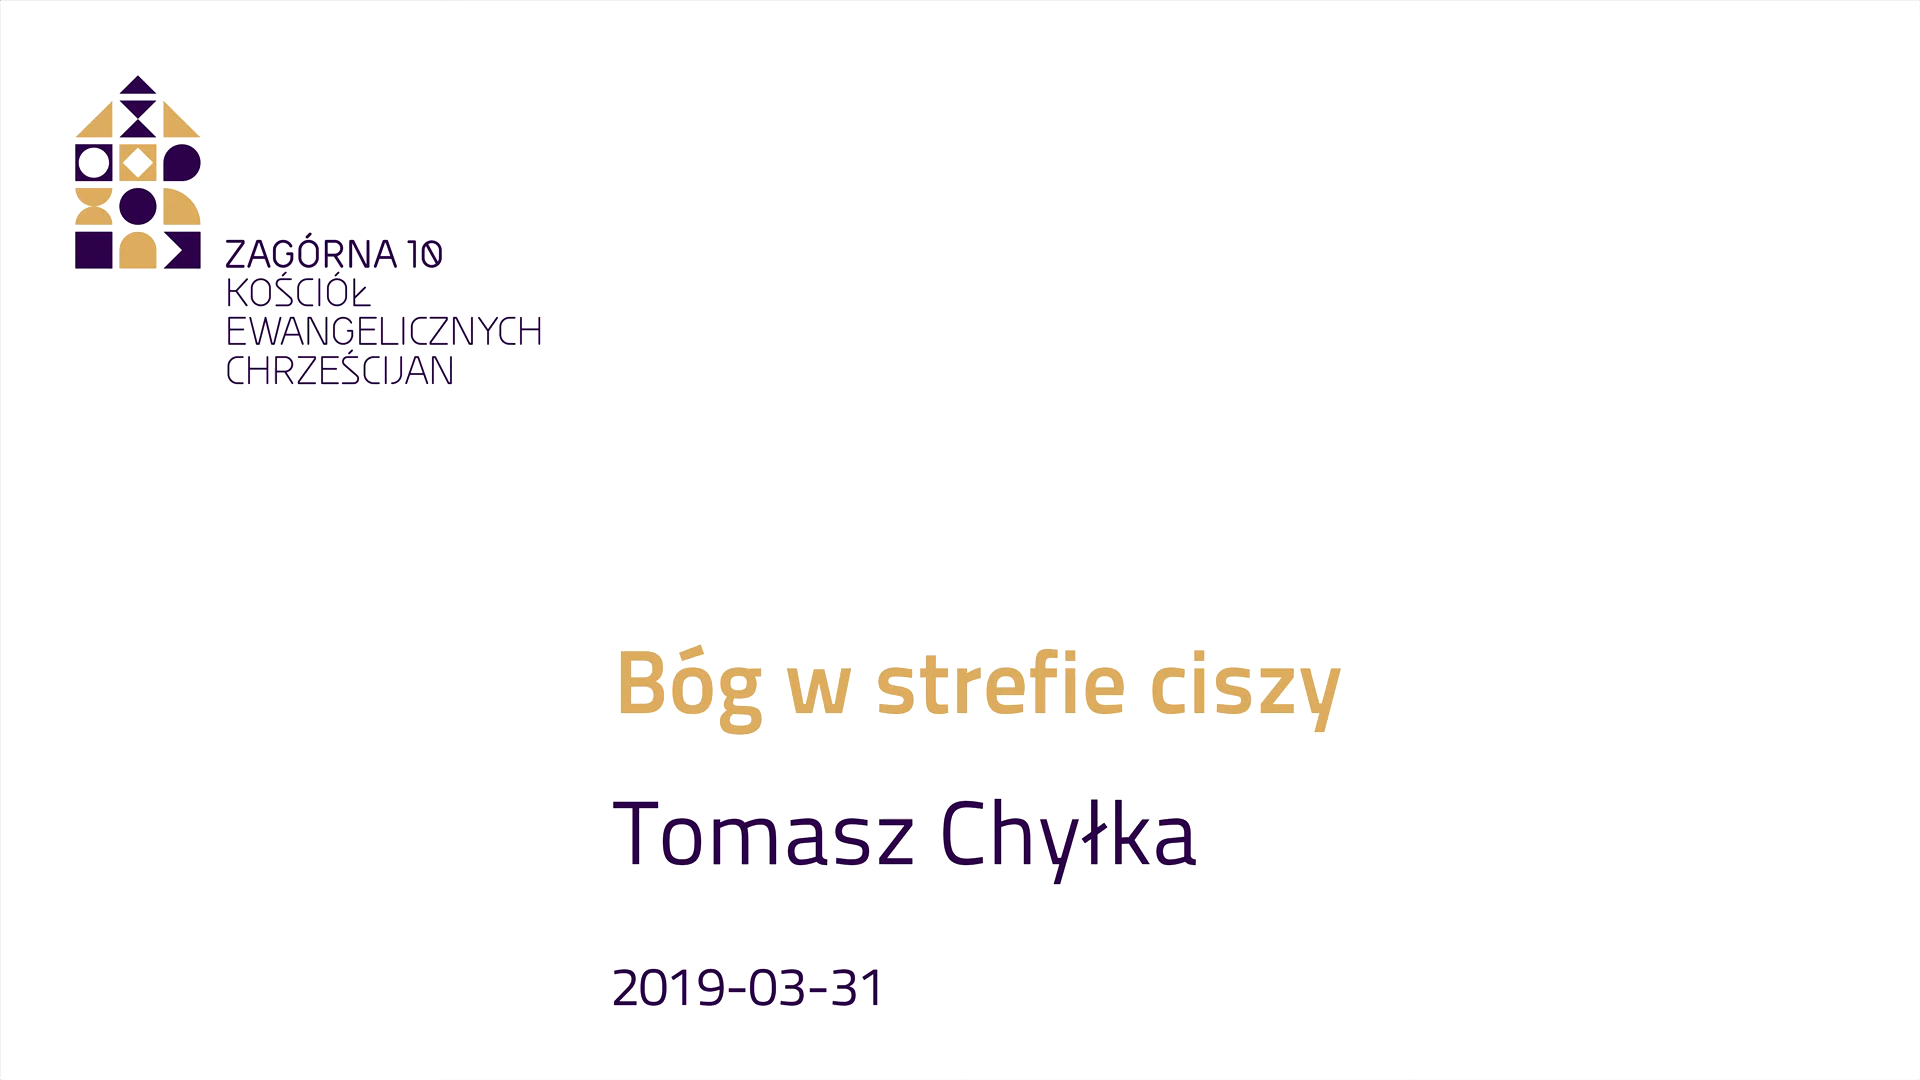 ZAGÓRNA 10
KOŚCIÓŁ
EWANGELICZNYCH
CHRZEŚCIJAN
Bóg w strefie ciszy
Tomasz Chyłka
2019-03-31